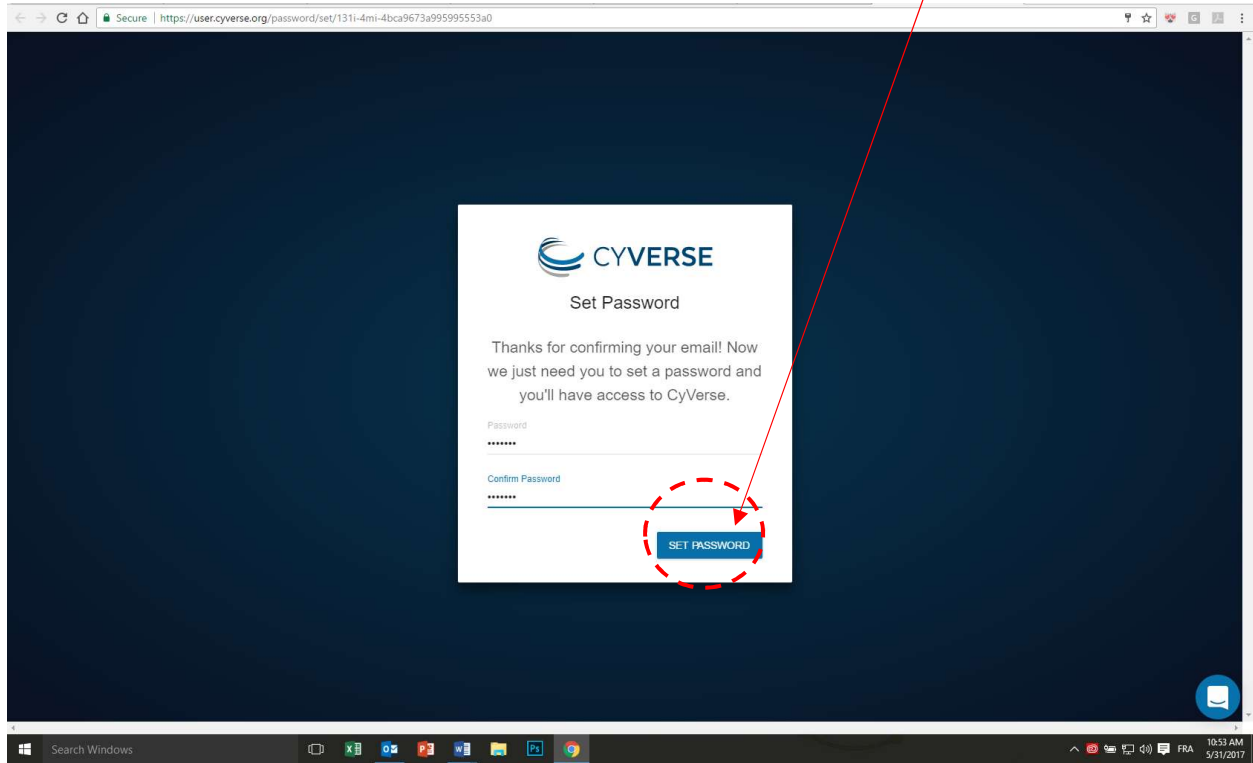 Secure | https://user.cyverse.org/password/set/131i-4mi-4bca9673a995995553a0
CYVERSE
Set Password
Thanks for confirming your email! Now
we just need you to set a password and
you'll have access to CyVerse.
Password
•••••••
Confirm Password
•••••••
SET PASSWORD
Search Windows
FRA
10:53 AM
5/31/2017